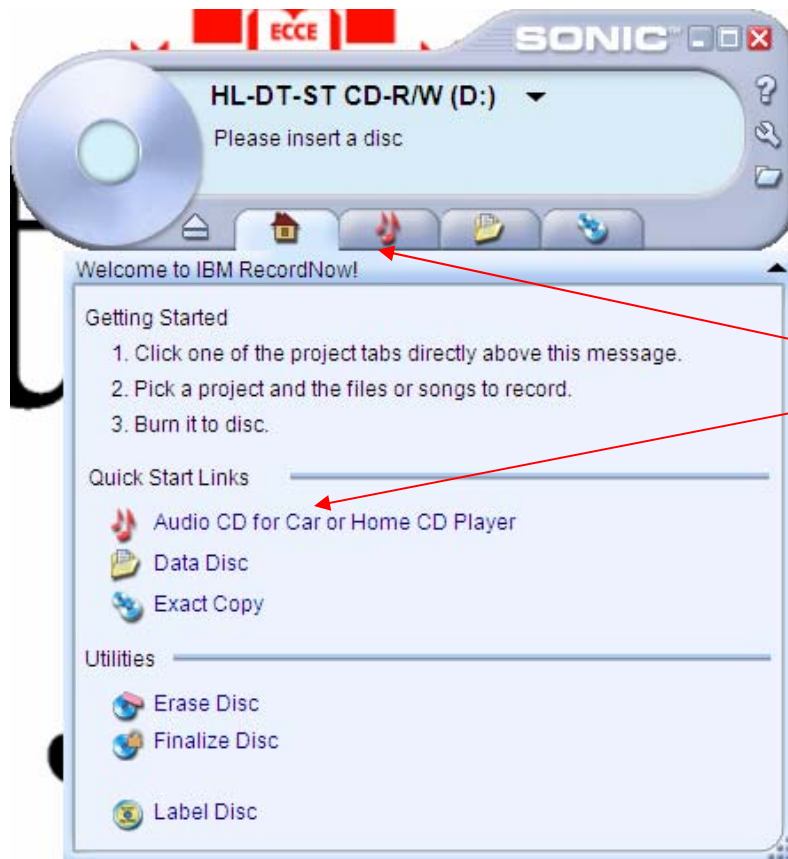 ECCE
SONIC
HL-DT-ST CD-R/W (D:)
Please insert a disc
Welcome to IBM RecordNow!
Getting Started
1. Click one of the project tabs directly above this message.
2. Pick a project and the files or songs to record.
3. Burn it to disc.
Quick Start Links
Audio CD for Car or Home CD Player
Data Disc
Exact Copy
Utilities
Erase Disc
Finalize Disc
Label Disc